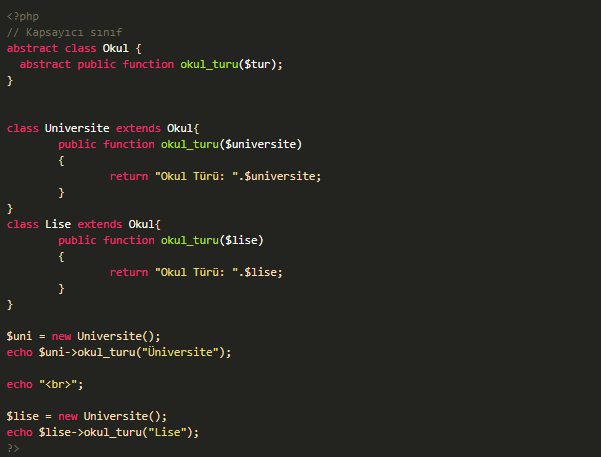 <?php
// Kapsayıcı sınıf
abstract class Okul {
  abstract public function okul_turu($tur);
}
class Universite extends Okul{
        public function okul_turu($universite)
        {
                return "Okul Türü: ".$universite;
        }
}
class Lise extends Okul{
        public function okul_turu($lise)
        {
                return "Okul Türü: ".$lise;
        }
}
$uni = new Universite();
echo $uni->okul_turu("Üniversite");
echo "<br>";
$lise = new Universite();
echo $lise->okul_turu("Lise");
?>